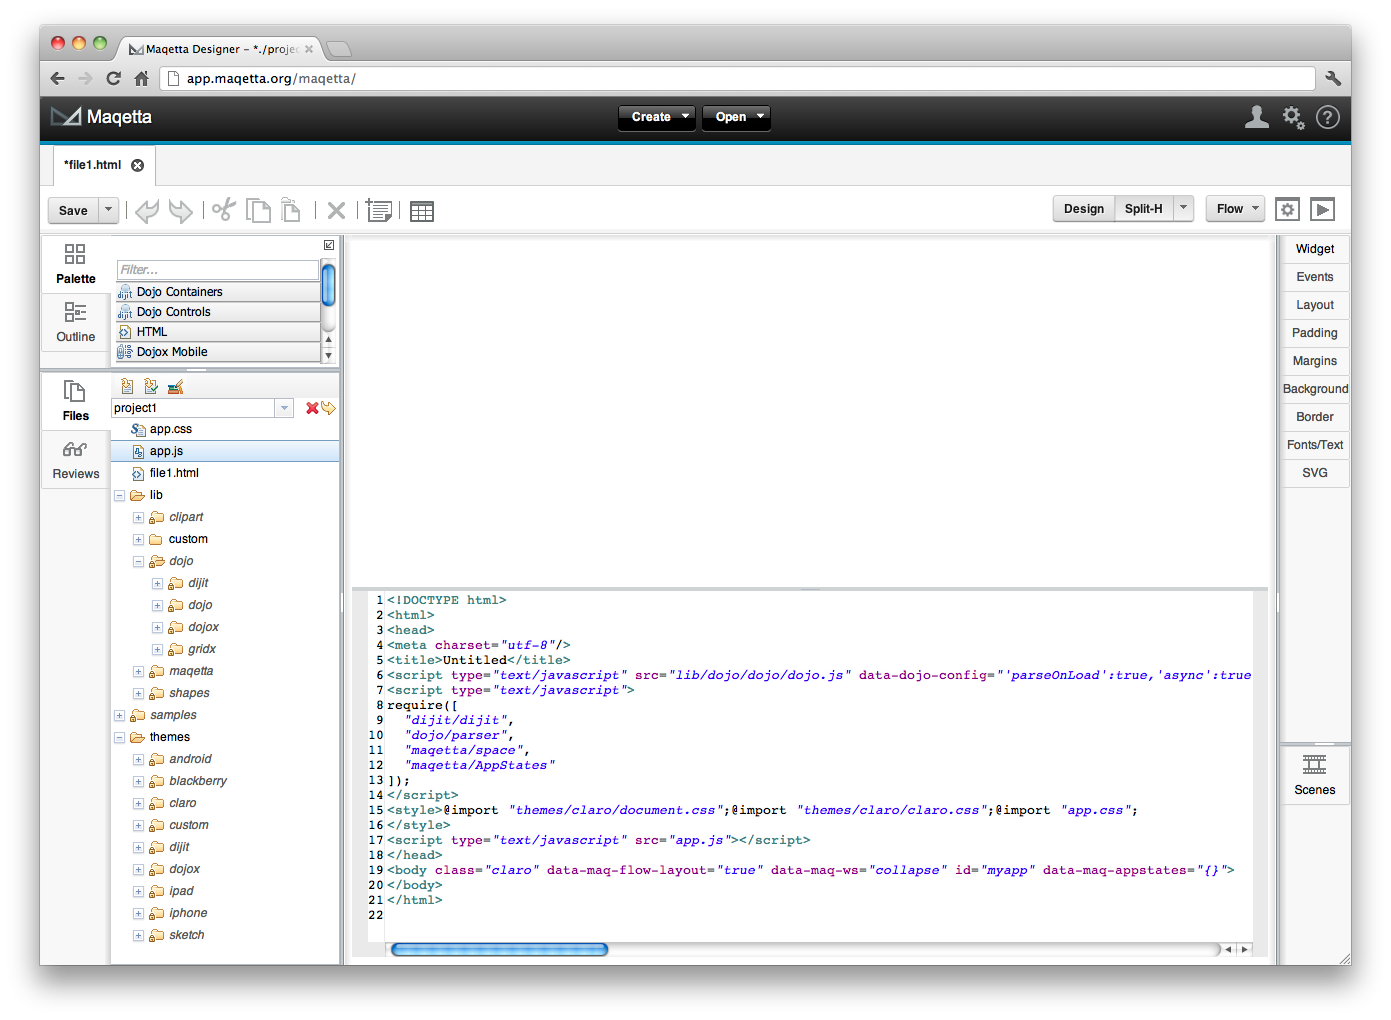 Maqetta Designer – *./projec
app.maqetta.org/maqetta/
Maqetta
Create
Open
?
*file1.html
Save
Design
Split-H
Flow
Palette
Outline
Filter...
dijit Dojo Containers
dijit Dojo Controls
HTML
Dojox Mobile
Files
Reviews
project1
app.css
app.js
file1.html
lib
clipart
custom
dojo
dijit
dojo
dojox
gridx
maqetta
shapes
samples
themes
android
blackberry
claro
custom
dijit
dojox
ipad
iphone
sketch
1 <!DOCTYPE html>
2 <html>
3 <head>
4 <meta charset="utf-8"/>
5 <title>Untitled</title>
6 <script type="text/javascript" src="lib/dojo/dojo/dojo.js" data-dojo-config="'parseOnLoad':true,'async':true
7 <script type="text/javascript">
8 require([
9   "dijit/dijit",
10   "dojo/parser",
11   "maqetta/space",
12   "maqetta/AppStates"
13 ]);
14 </script>
15 <style>@import "themes/claro/document.css";@import "themes/claro/claro.css";@import "app.css";
16 </style>
17 <script type="text/javascript" src="app.js"></script>
18 </head>
19 <body class="claro" data-maq-flow-layout="true" data-maq-ws="collapse" id="myapp" data-maq-appstates="{}">
20 </body>
21 </html>
22
Widget
Events
Layout
Padding
Margins
Background
Border
Fonts/Text
SVG
Scenes